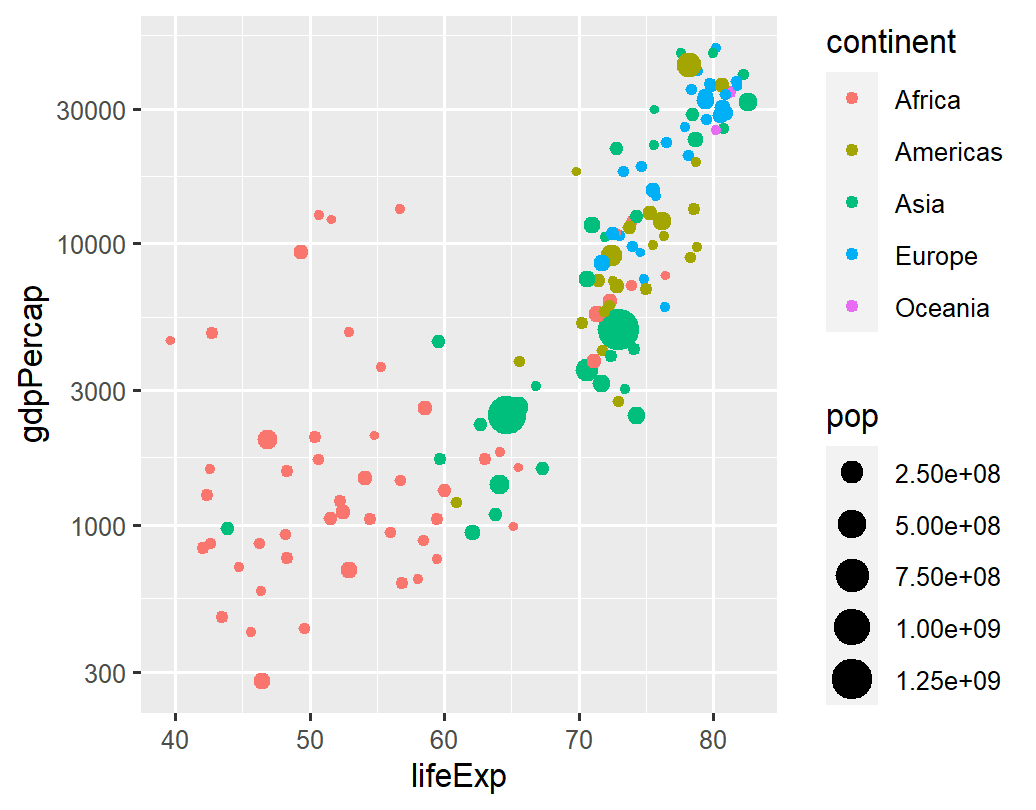 gdpPercap
30000
10000
3000
1000
300
40 50 60 70 80
lifeExp
continent
Africa
Americas
Asia
Europe
Oceania
pop
2.50e+08
5.00e+08
7.50e+08
1.00e+09
1.25e+09